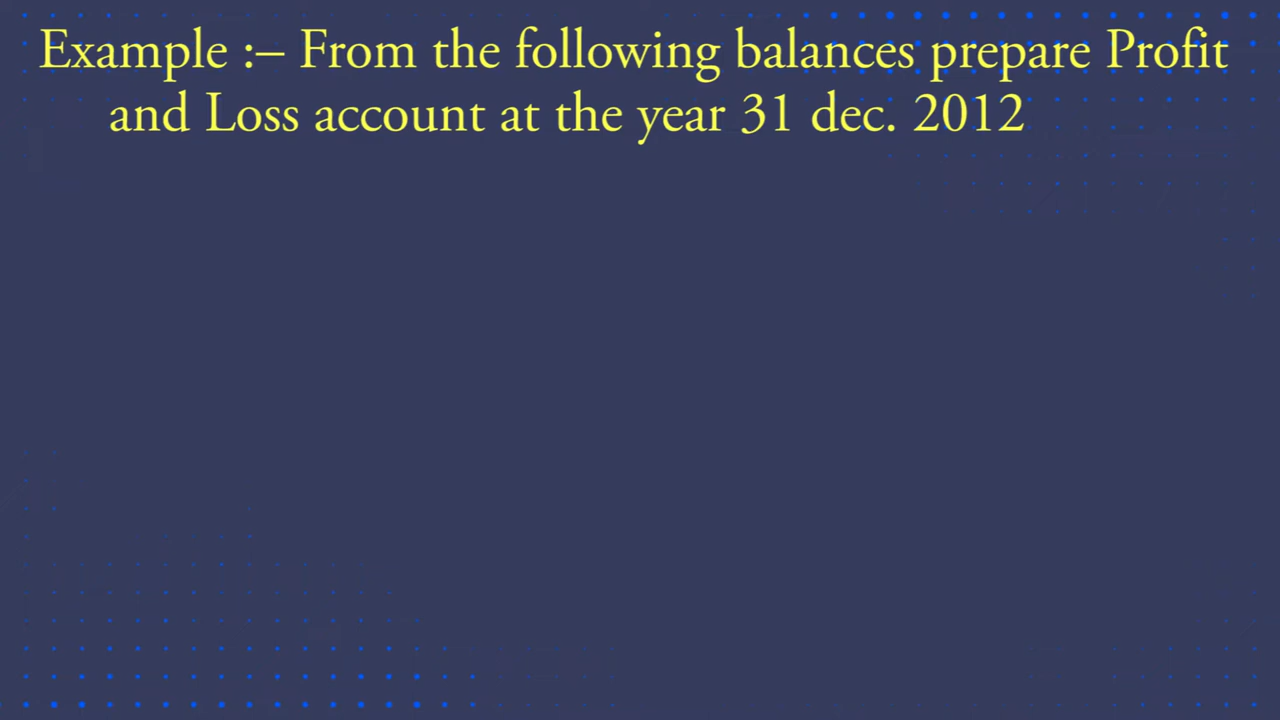 Example :– From the following balances prepare Profit
and Loss account at the year 31 dec. 2012